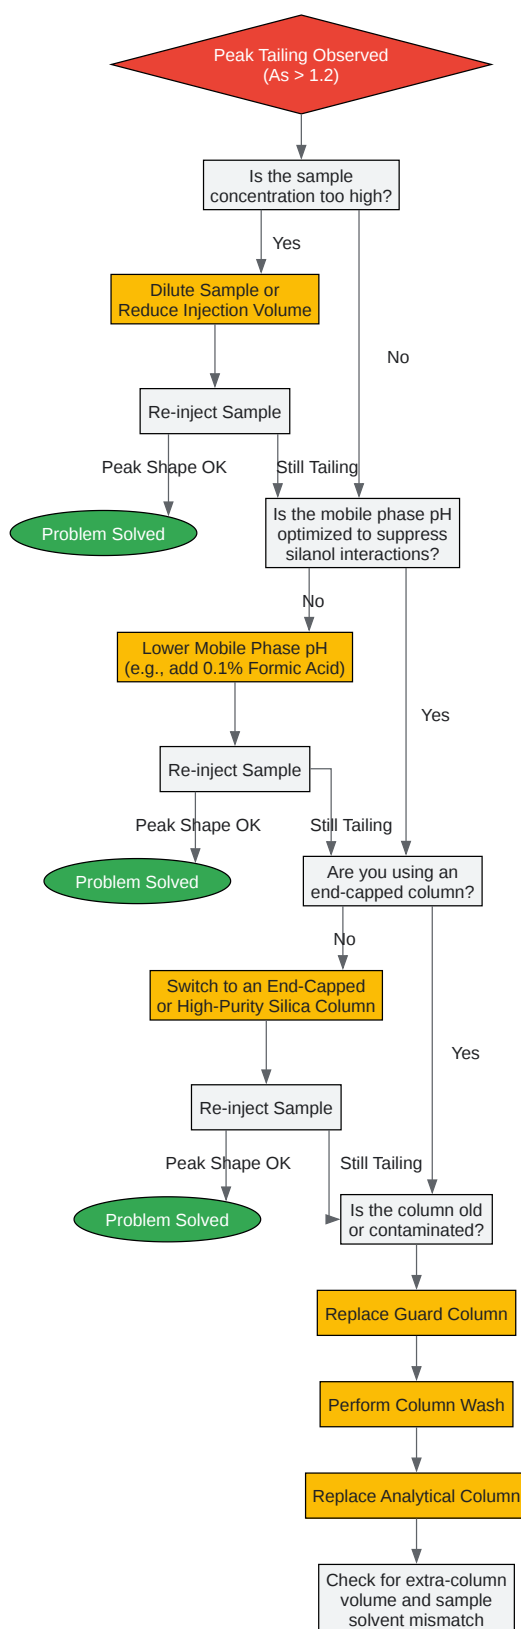 Peak Tailing Observed
(As > 1.2)
Is the sample
concentration too high?
Yes
Dilute Sample or
Reduce Injection Volume
No
Re-inject Sample
Peak Shape OK
Still Tailing
Problem Solved
Is the mobile phase pH
optimized to suppress
silanol interactions?
No
Lower Mobile Phase pH
(e.g., add 0.1% Formic Acid)
Yes
Re-inject Sample
Peak Shape OK
Still Tailing
Problem Solved
Are you using an
end-capped column?
No
Switch to an End-Capped
or High-Purity Silica Column
Yes
Re-inject Sample
Peak Shape OK
Still Tailing
Problem Solved
Is the column old
or contaminated?
Replace Guard Column
Perform Column Wash
Replace Analytical Column
Check for extra-column
volume and sample
solvent mismatch